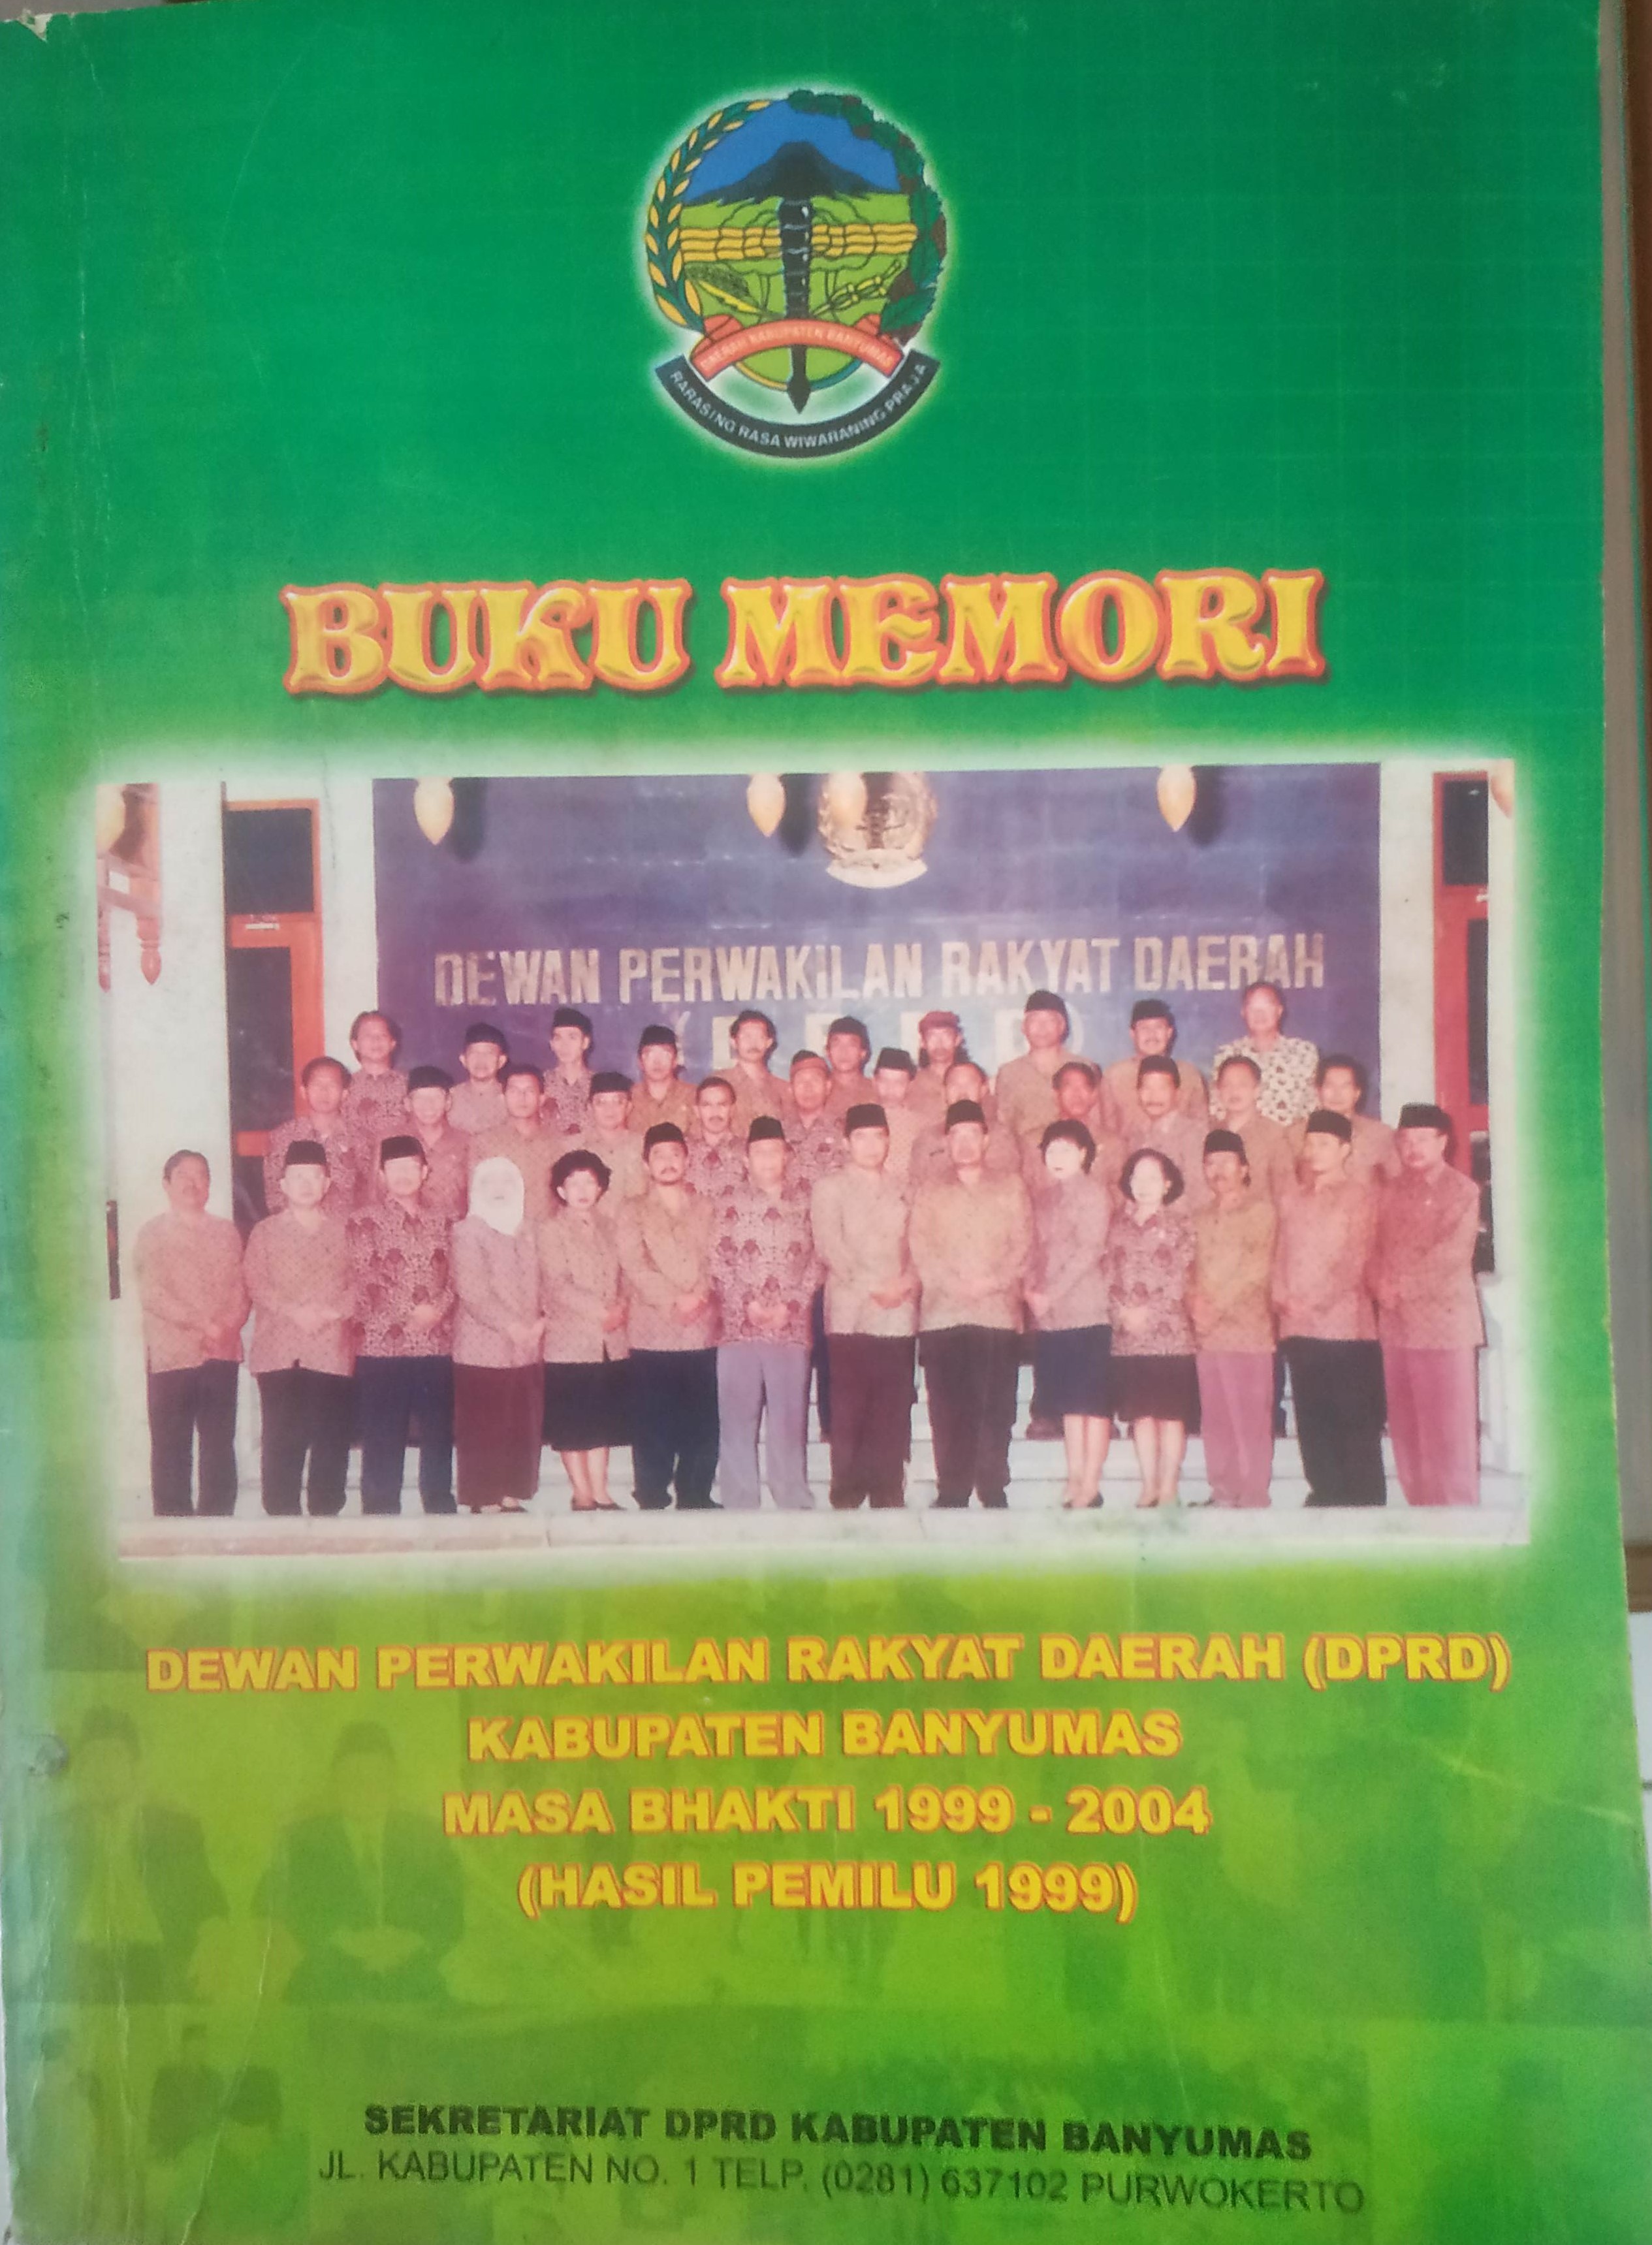 DAERAH KABUPATEN BANYUMAS
RARASING RASA WIWARANING PRAJA
BUKU MEMORI
DEWAN PERWAKILAN RAKYAT DAERAH
DEWAN PERWAKILAN RAKYAT DAERAH (DPRD)
KABUPATEN BANYUMAS
MASA BHAKTI 1999 - 2004
(HASIL PEMILU 1999)
SEKRETARIAT DPRD KABUPATEN BANYUMAS
JL. KABUPATEN NO. 1 TELP. (0281) 637102 PURWOKERTO